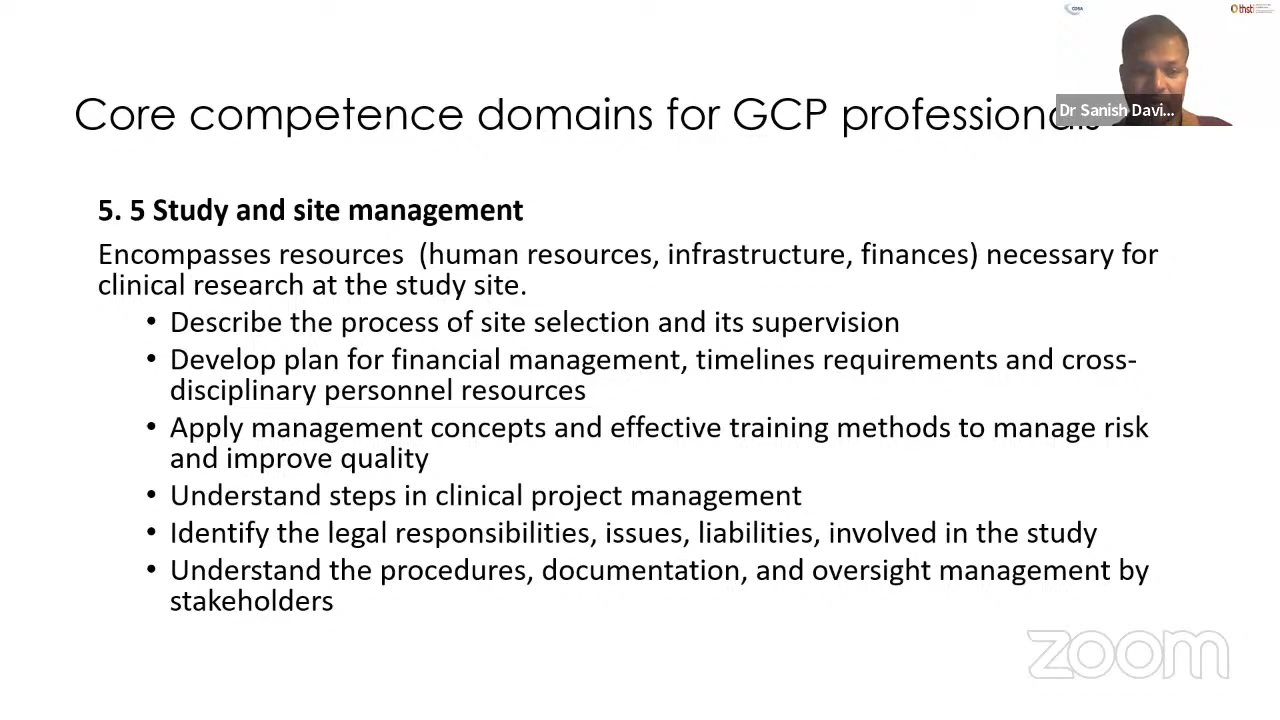 CDSA
thsti
Dr Sanish Davi...
Core competence domains for GCP professionals
5. 5 Study and site management
Encompasses resources (human resources, infrastructure, finances) necessary for
clinical research at the study site.
• Describe the process of site selection and its supervision
• Develop plan for financial management, timelines requirements and cross-
disciplinary personnel resources
• Apply management concepts and effective training methods to manage risk
and improve quality
• Understand steps in clinical project management
• Identify the legal responsibilities, issues, liabilities, involved in the study
• Understand the procedures, documentation, and oversight management by
stakeholders
zoom